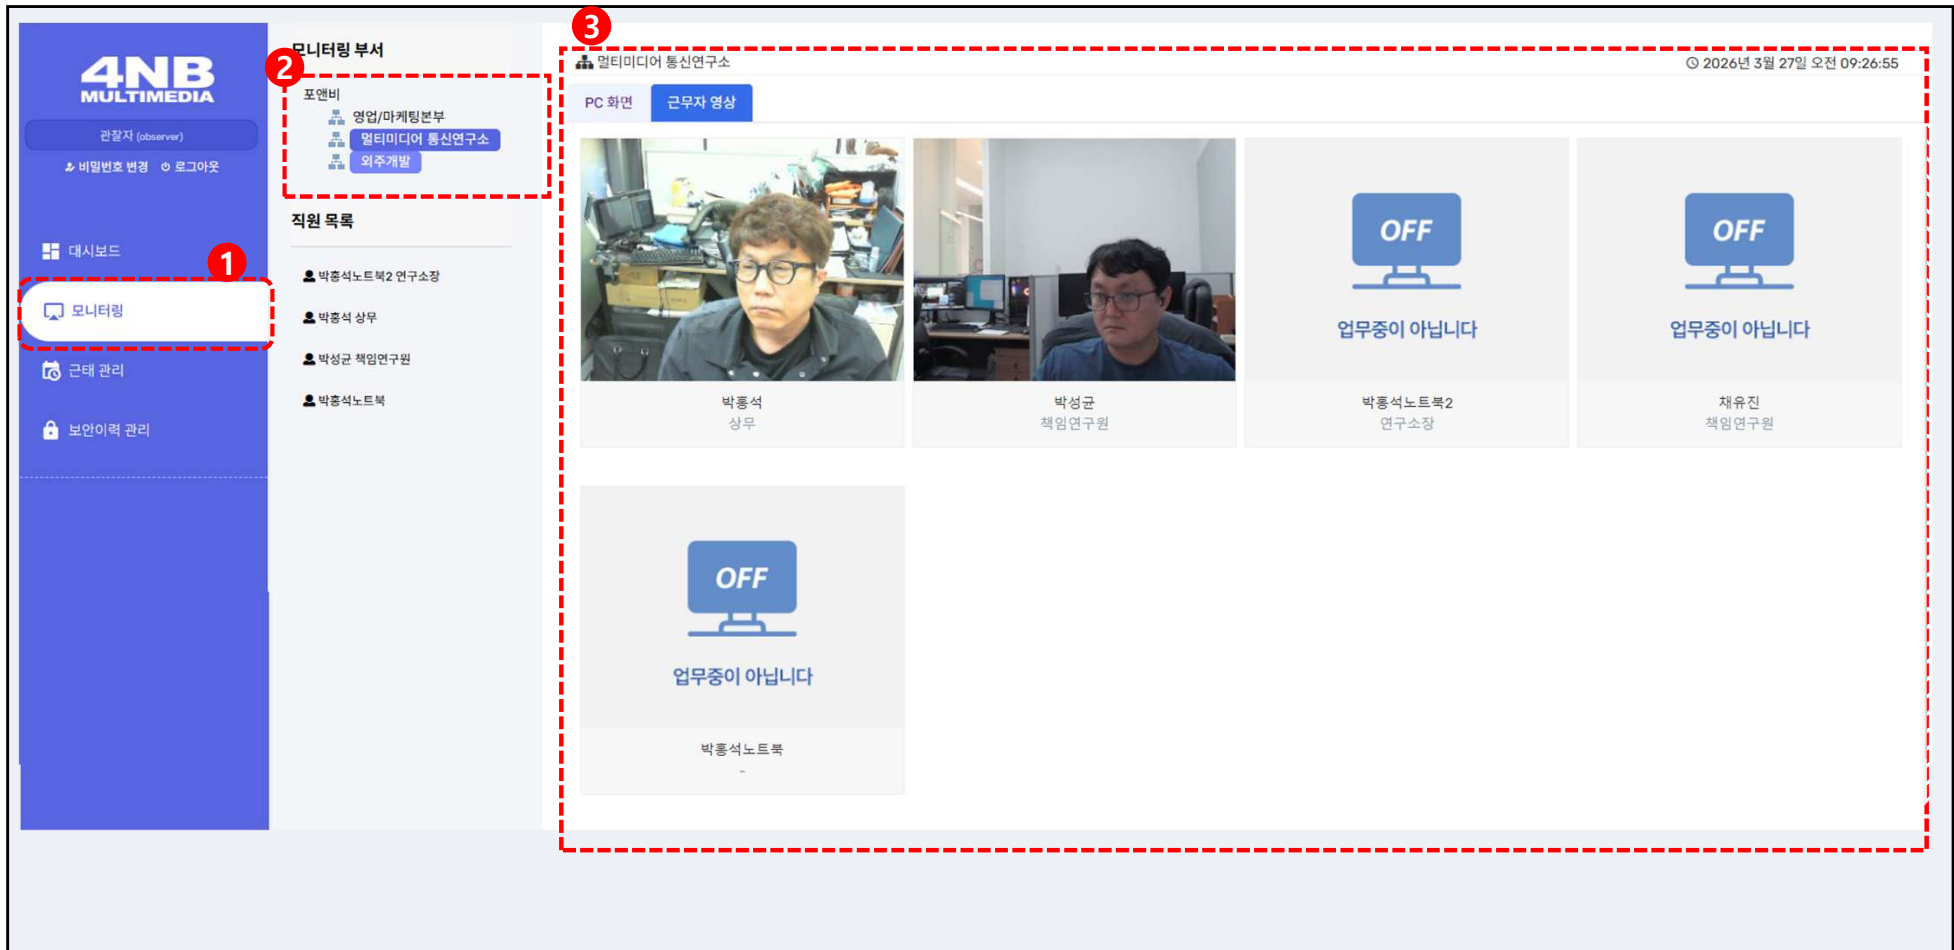 4NB
MULTIMEDIA
관찰자 (observer)
비밀번호 변경 로그아웃
대시보드
1
모니터링
근태 관리
보안이력 관리
모니터링 부서
2
포앤비
영업/마케팅본부
멀티미디어 통신연구소
외주개발
직원 목록
박홍석노트북2 연구소장
박홍석 상무
박성균 책임연구원
박홍석노트북
3
멀티미디어 통신연구소
2026년 3월 27일 오전 09:26:55
PC 화면 근무자 영상
박홍석
상무
박성균
책임연구원
OFF
업무중이 아닙니다
박홍석노트북2
연구소장
OFF
업무중이 아닙니다
채유진
책임연구원
OFF
업무중이 아닙니다
박홍석노트북
-